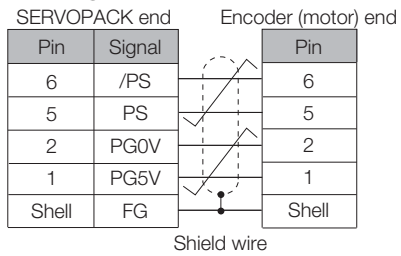 SERVOPACK end Encoder (motor) end
Pin Signal Pin
6 /PS 6
5 PS 5
2 PG0V 2
1 PG5V 1
Shell FG Shell
Shield wire